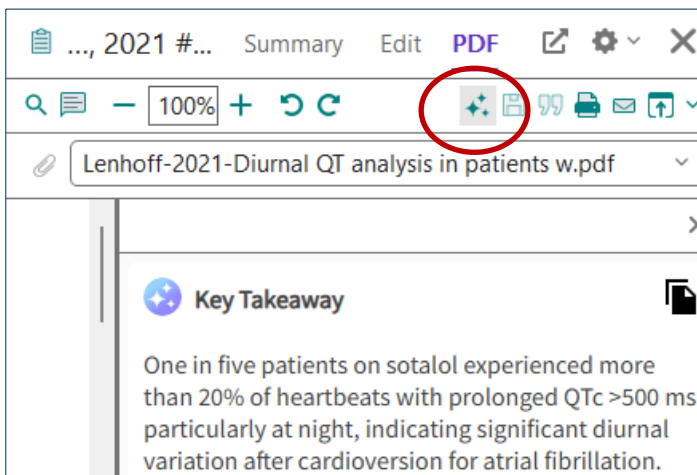 ..., 2021 #... Summary Edit PDF
100%
Lenhoff-2021-Diurnal QT analysis in patients w.pdf
Key Takeaway
One in five patients on sotalol experienced more
than 20% of heartbeats with prolonged QTc >500 ms
particularly at night, indicating significant diurnal
variation after cardioversion for atrial fibrillation.